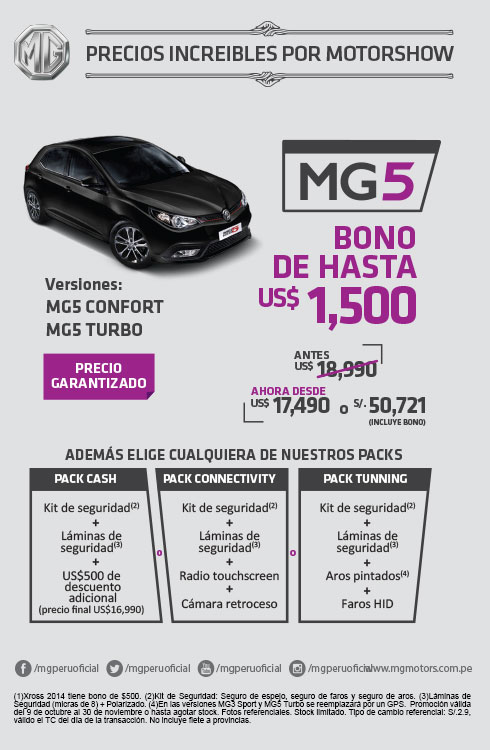 MG
PRECIOS INCREIBLES POR MOTORSHOW
MG5
BONO
DE HASTA
US$ 1,500
Versiones:
MG5 CONFORT
MG5 TURBO
PRECIO
GARANTIZADO
ANTES
US$ 18,990
AHORA DESDE
US$ 17,490 o S/. 50,721
(INCLUYE BONO)
ADEMÁS ELIGE CUALQUIERA DE NUESTROS PACKS
PACK CASH
Kit de seguridad(2)
+
Láminas de
seguridad(3)
+
US$500 de
descuento
adicional
(precio final US$16,990)
o
PACK CONNECTIVITY
Kit de seguridad(2)
+
Láminas de
seguridad(3)
+
Radio touchscreen
+
Cámara retroceso
o
PACK TUNNING
Kit de seguridad(2)
+
Láminas de
seguridad(3)
+
Aros pintados(4)
+
Faros HID
/mgperuoficial /mgperuoficial /mgperuoficial /mgperuoficial www.mgmotors.com.pe
(1)Xross 2014 tiene bono de $500. (2)Kit de Seguridad: Seguro de espejo, seguro de faros y seguro de aros. (3)Láminas de
Seguridad (micras de 8) + Polarizado. (4)En las versiones MG3 Sport y MG5 Turbo se reemplazará por un GPS. Promoción válida
del 9 de octubre al 30 de noviembre o hasta agotar stock. Fotos referenciales. Stock limitado. Tipo de cambio referencial: S/.2.9,
válido el TC del día de la transacción. No incluye flete a provincias.